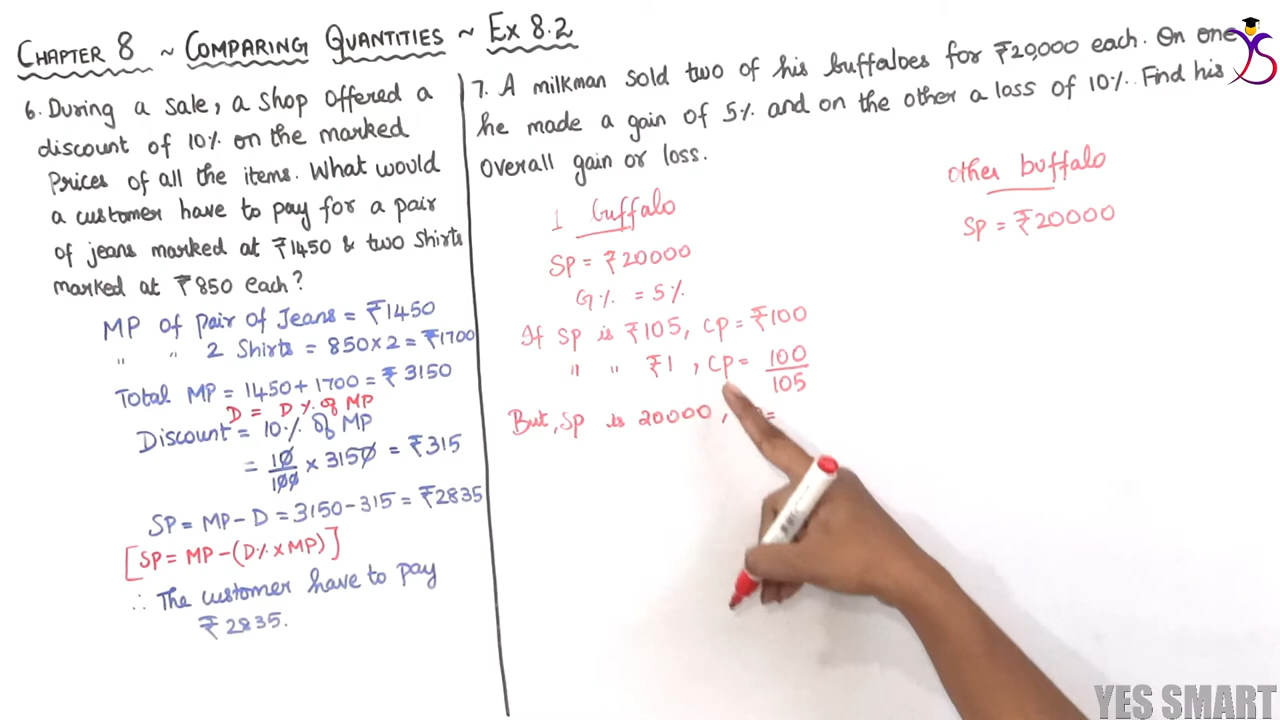 CHAPTER 8 ~ COMPARING QUANTITIES ~ Ex 8.2
6. During a sale, a shop offered a
discount of 10% on the marked
Prices of all the items. What would
a customer have to pay for a pair
of jeans marked at ₹1450 & two shirts
marked at ₹850 each?
MP of pair of Jeans = ₹1450
" " 2 Shirts = 850×2 = ₹1700
Total MP = 1450+1700 = ₹3150
D = D% of MP
Discount = 10% of MP
= 10/100 × 3150 = ₹315
SP = MP - D = 3150 - 315 = ₹2835
[SP = MP - (D% × MP)]
∴ The customer have to pay
₹2835.
7. A milkman sold two of his buffaloes for ₹20,000 each. On one
he made a gain of 5% and on the other a loss of 10%. Find his
overall gain or loss.
1 buffalo
SP = ₹20000
G% = 5%
If SP is ₹105, CP = ₹100
" " ₹1, CP = 100/105
But, SP is 20000, =
other buffalo
SP = ₹20000
YS
YES SMART